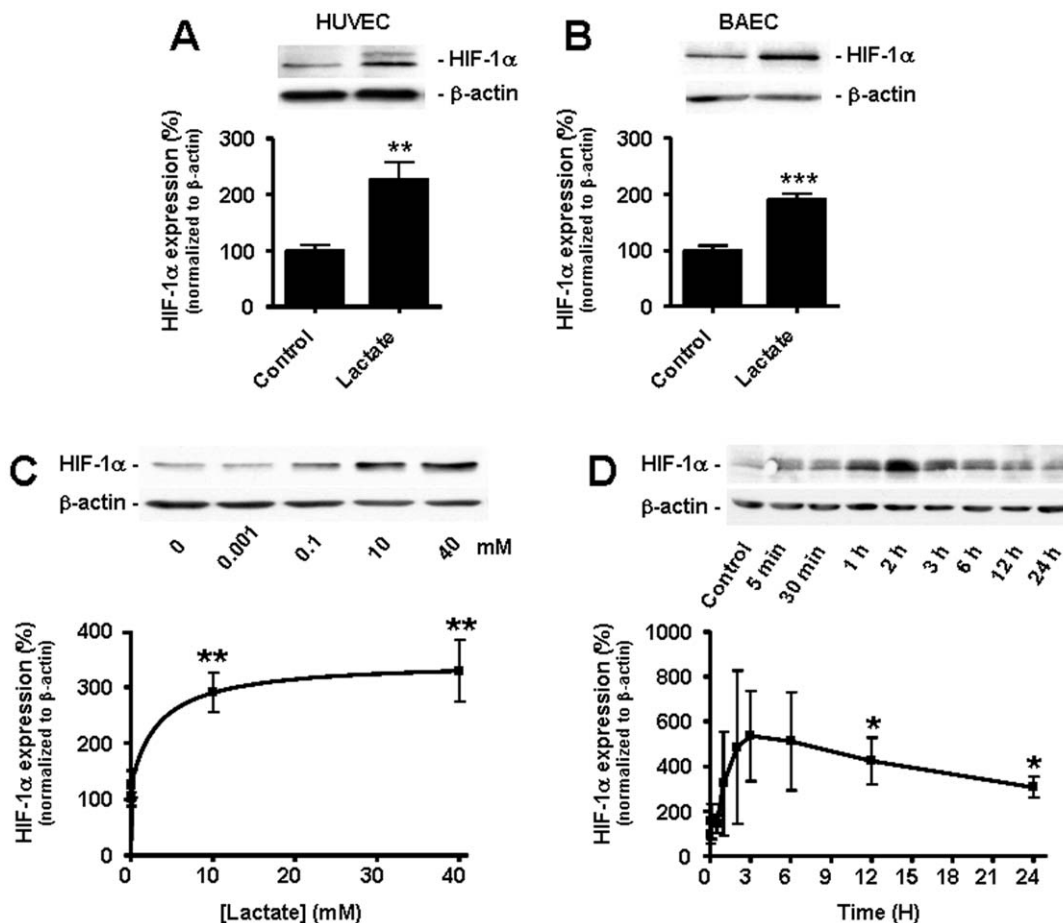 A
HUVEC
- HIF-1α
- β-actin
HIF-1α expression (%)
(normalized to β-actin)
300
200
100
0
**
Control
Lactate
B
BAEC
- HIF-1α
- β-actin
HIF-1α expression (%)
(normalized to β-actin)
300
200
100
0
***
Control
Lactate
C
HIF-1α -
β-actin -
0 0.001 0.1 10 40 mM
HIF-1α expression (%)
(normalized to β-actin)
400
300
200
100
0
** **
0 10 20 30 40
[Lactate] (mM)
D
HIF-1α -
β-actin -
Control 5 min 30 min 1 h 2 h 3 h 6 h 12 h 24 h
HIF-1α expression (%)
(normalized to β-actin)
1000
800
600
400
200
0
* *
0 3 6 9 12 15 18 21 24
Time (H)